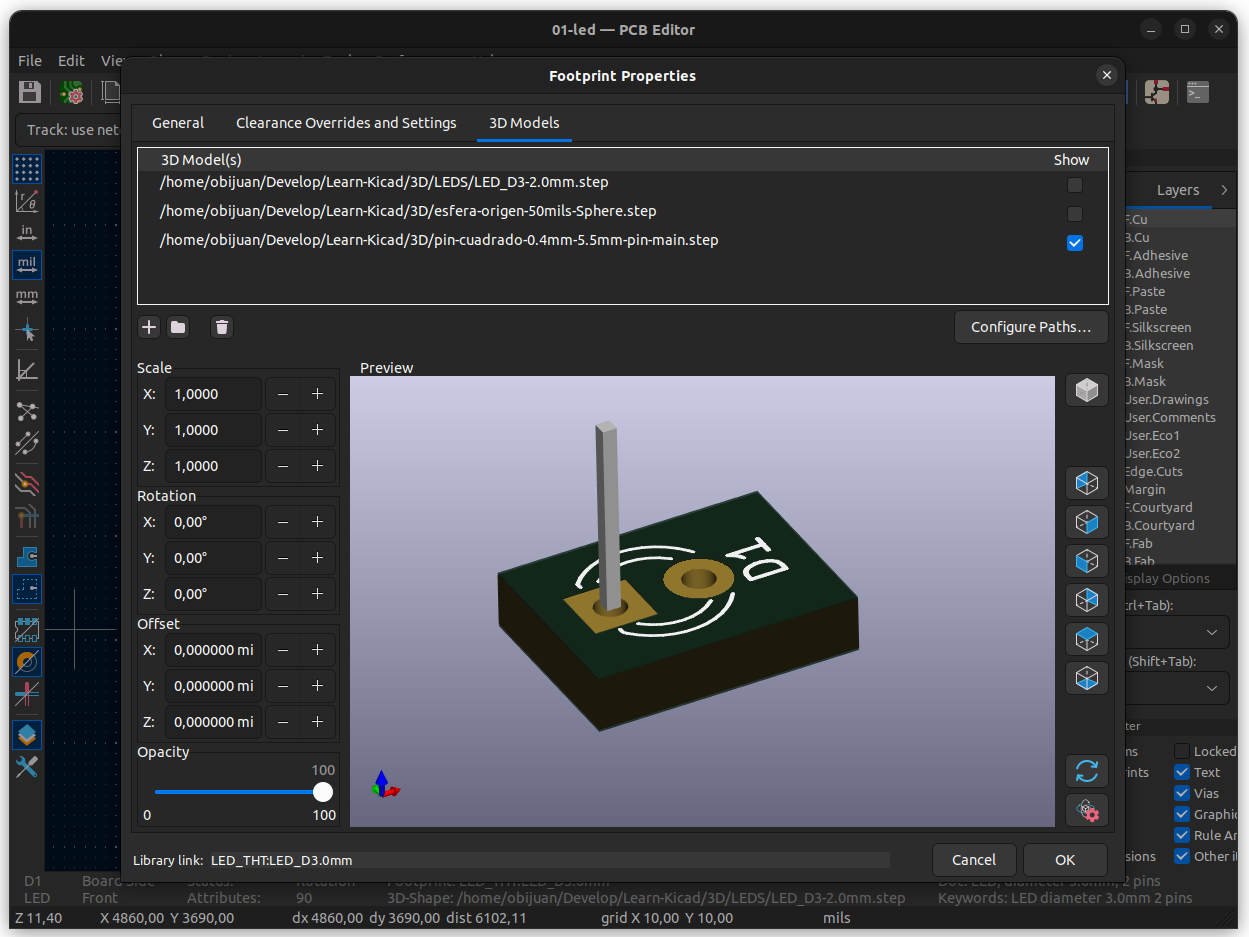 01-led — PCB Editor
File Edit
Footprint Properties
Track: use net
General Clearance Overrides and Settings 3D Models
3D Model(s) Show
/home/obijuan/Develop/Learn-Kicad/3D/LEDS/LED_D3-2.0mm.step
/home/obijuan/Develop/Learn-Kicad/3D/esfera-origen-50mils-Sphere.step
/home/obijuan/Develop/Learn-Kicad/3D/pin-cuadrado-0.4mm-5.5mm-pin-main.step
in
mil
mm
Configure Paths...
Scale
X: 1,0000
Y: 1,0000
Z: 1,0000
Rotation
X: 0,00°
Y: 0,00°
Z: 0,00°
Offset
X: 0,000000 mi
Y: 0,000000 mi
Z: 0,000000 mi
Opacity
100
0 100
Preview
D1
Library link: LED_THT:LED_D3.0mm
Cancel OK
Layers
F.Cu
B.Cu
F.Adhesive
B.Adhesive
F.Paste
B.Paste
F.Silkscreen
B.Silkscreen
F.Mask
B.Mask
User.Drawings
User.Comments
User.Eco1
User.Eco2
Edge.Cuts
Margin
F.Courtyard
B.Courtyard
F.Fab
B.Fab
splay Options
trl+Tab):
(Shift+Tab):
ter
ms Locked
ints Text
Vias
Graphic
Rule Ar
sions Other i
D1 Board Side Status: Rotation Footprint: LED_THT:LED_D3.0mm Doc: LED, diameter 3.0mm, 2 pins
LED Front Attributes: 90 3D-Shape: /home/obijuan/Develop/Learn-Kicad/3D/LEDS/LED_D3-2.0mm.step Keywords: LED diameter 3.0mm 2 pins
Z 11,40 X 4860,00 Y 3690,00 dx 4860,00 dy 3690,00 dist 6102,11 grid X 10,00 Y 10,00 mils